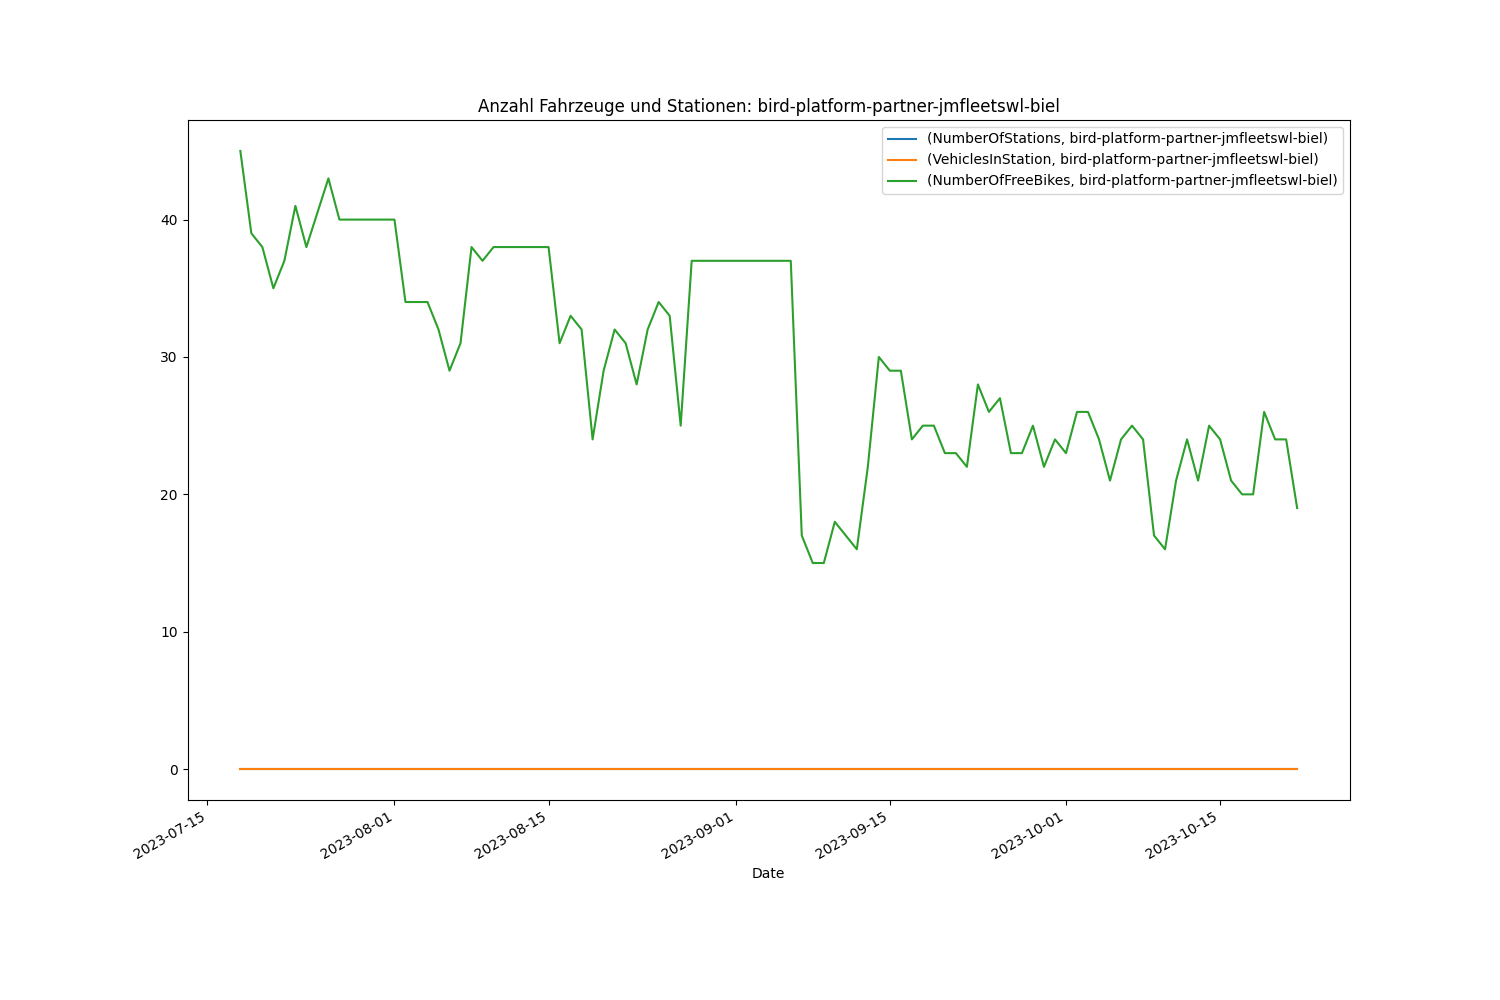 Anzahl Fahrzeuge und Stationen: bird-platform-partner-jmfleetswl-biel
(NumberOfStations, bird-platform-partner-jmfleetswl-biel)
(VehiclesInStation, bird-platform-partner-jmfleetswl-biel)
(NumberOfFreeBikes, bird-platform-partner-jmfleetswl-biel)
40
30
20
10
0
2023-07-15
2023-08-01
2023-08-15
2023-09-01
2023-09-15
2023-10-01
2023-10-15
Date